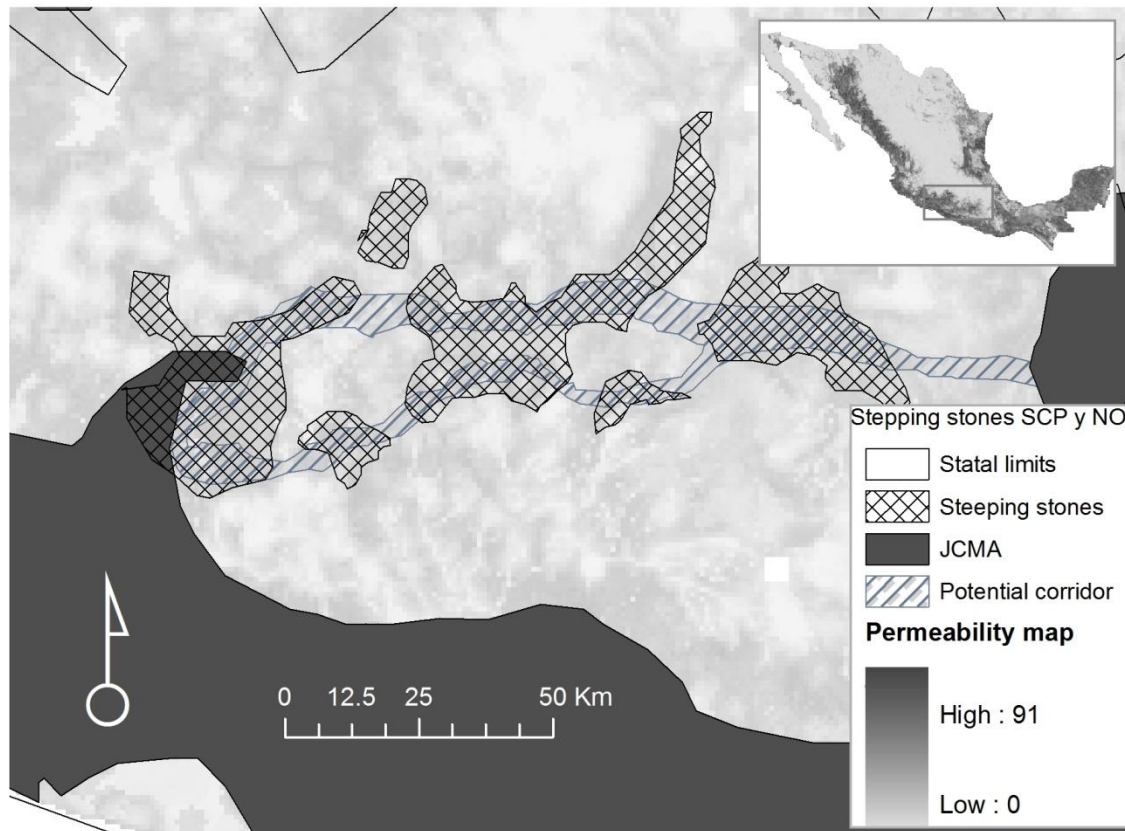 Stepping stones SCP y NO
Statal limits
Steeping stones
JCMA
Potential corridor
Permeability map
High : 91
Low : 0
0 12.5 25 50 Km